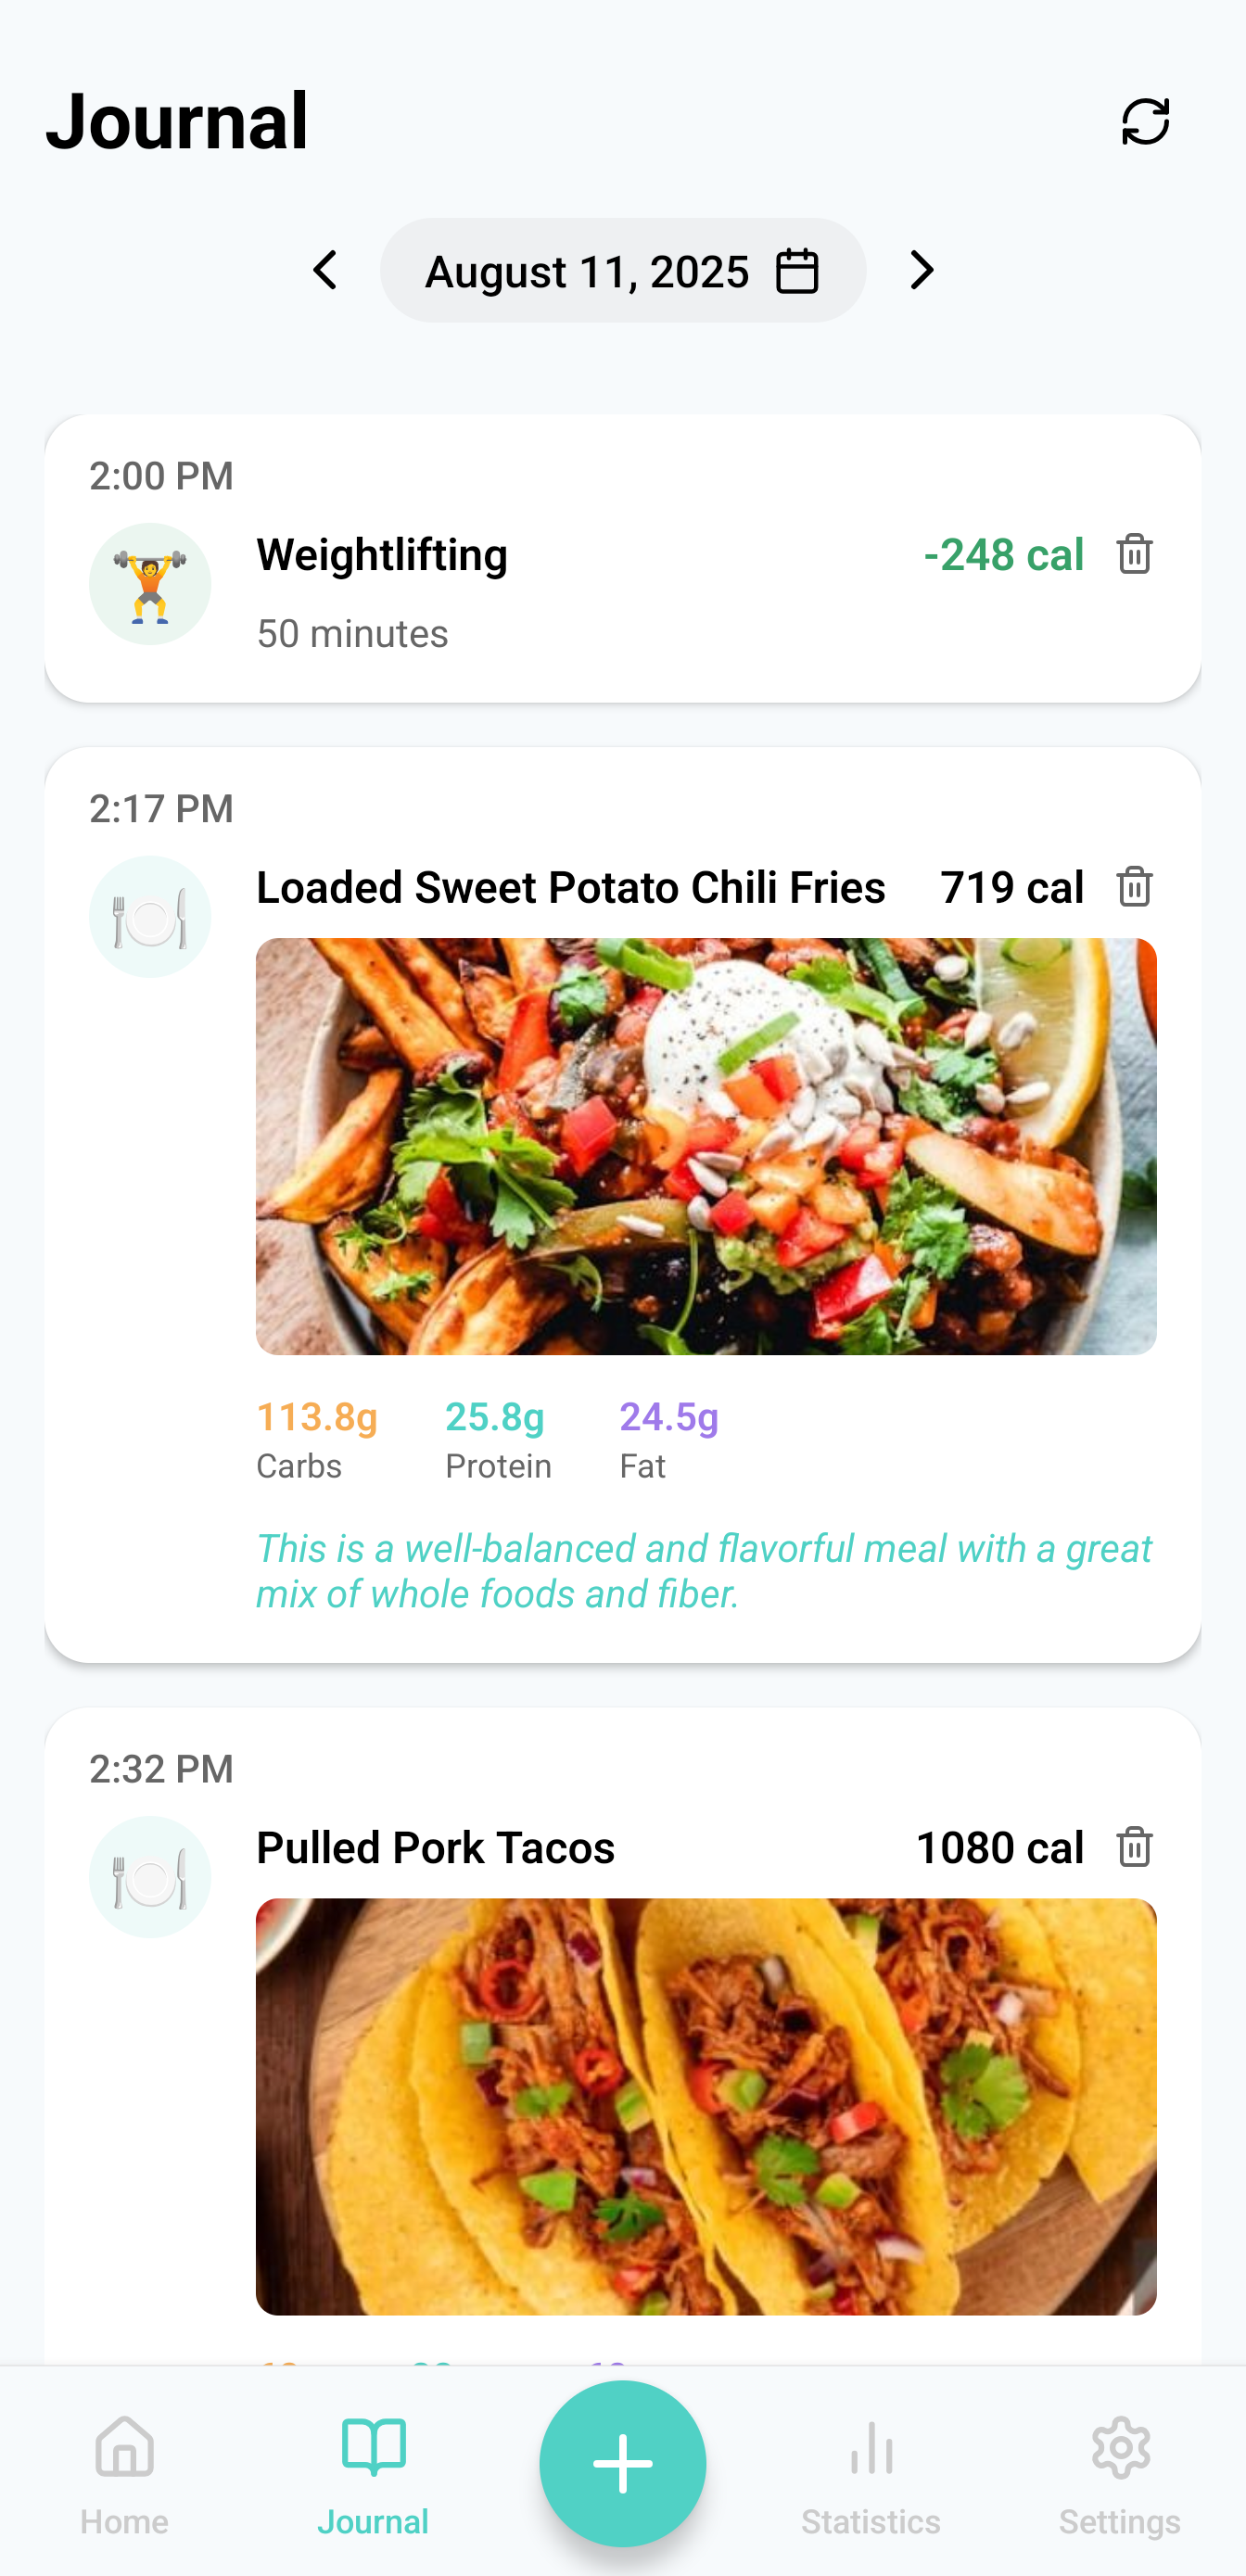 Journal
August 11, 2025
2:00 PM
Weightlifting
-248 cal
50 minutes
2:17 PM
Loaded Sweet Potato Chili Fries
719 cal
113.8g
25.8g
24.5g
Carbs
Protein
Fat
This is a well-balanced and flavorful meal with a great
mix of whole foods and fiber.
2:32 PM
Pulled Pork Tacos
1080 cal
Home
Journal
Statistics
Settings